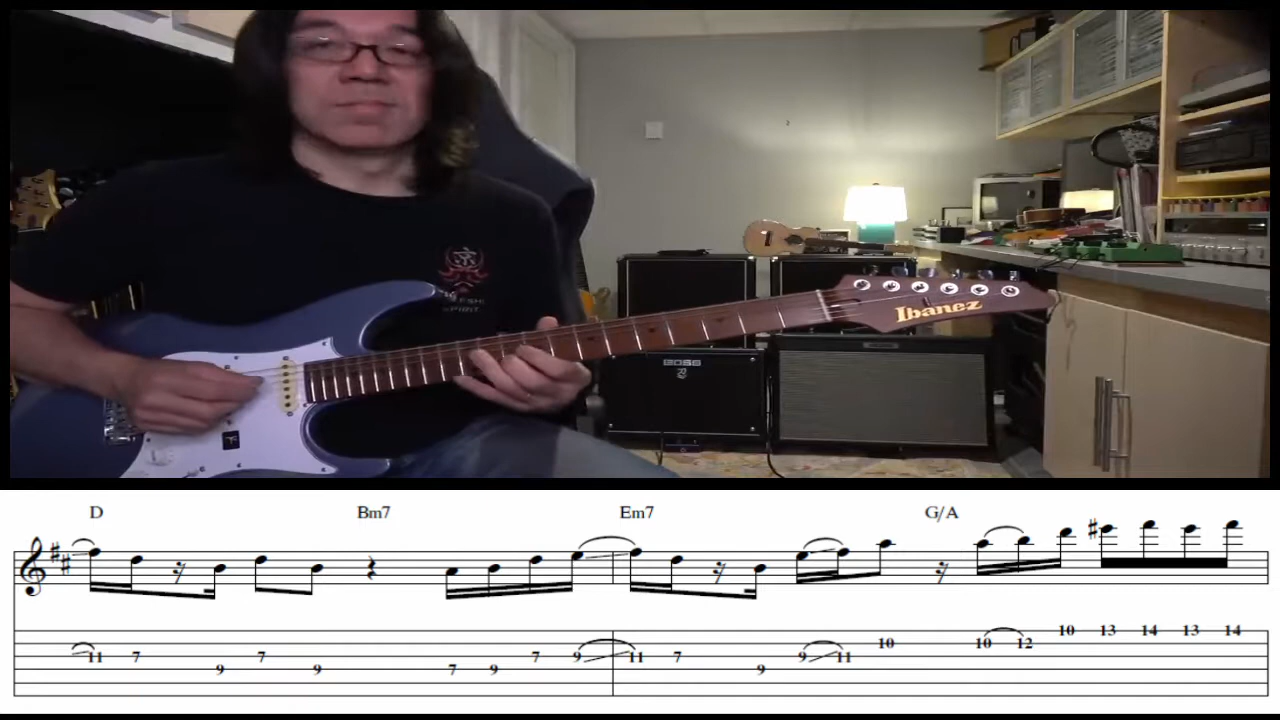 Ibanez
BOSS
D Bm7 Em7 G/A
10 13 14 13 14
10 10 12
11 7 7 7 9 11 7 9 11
9 9 7 9 9